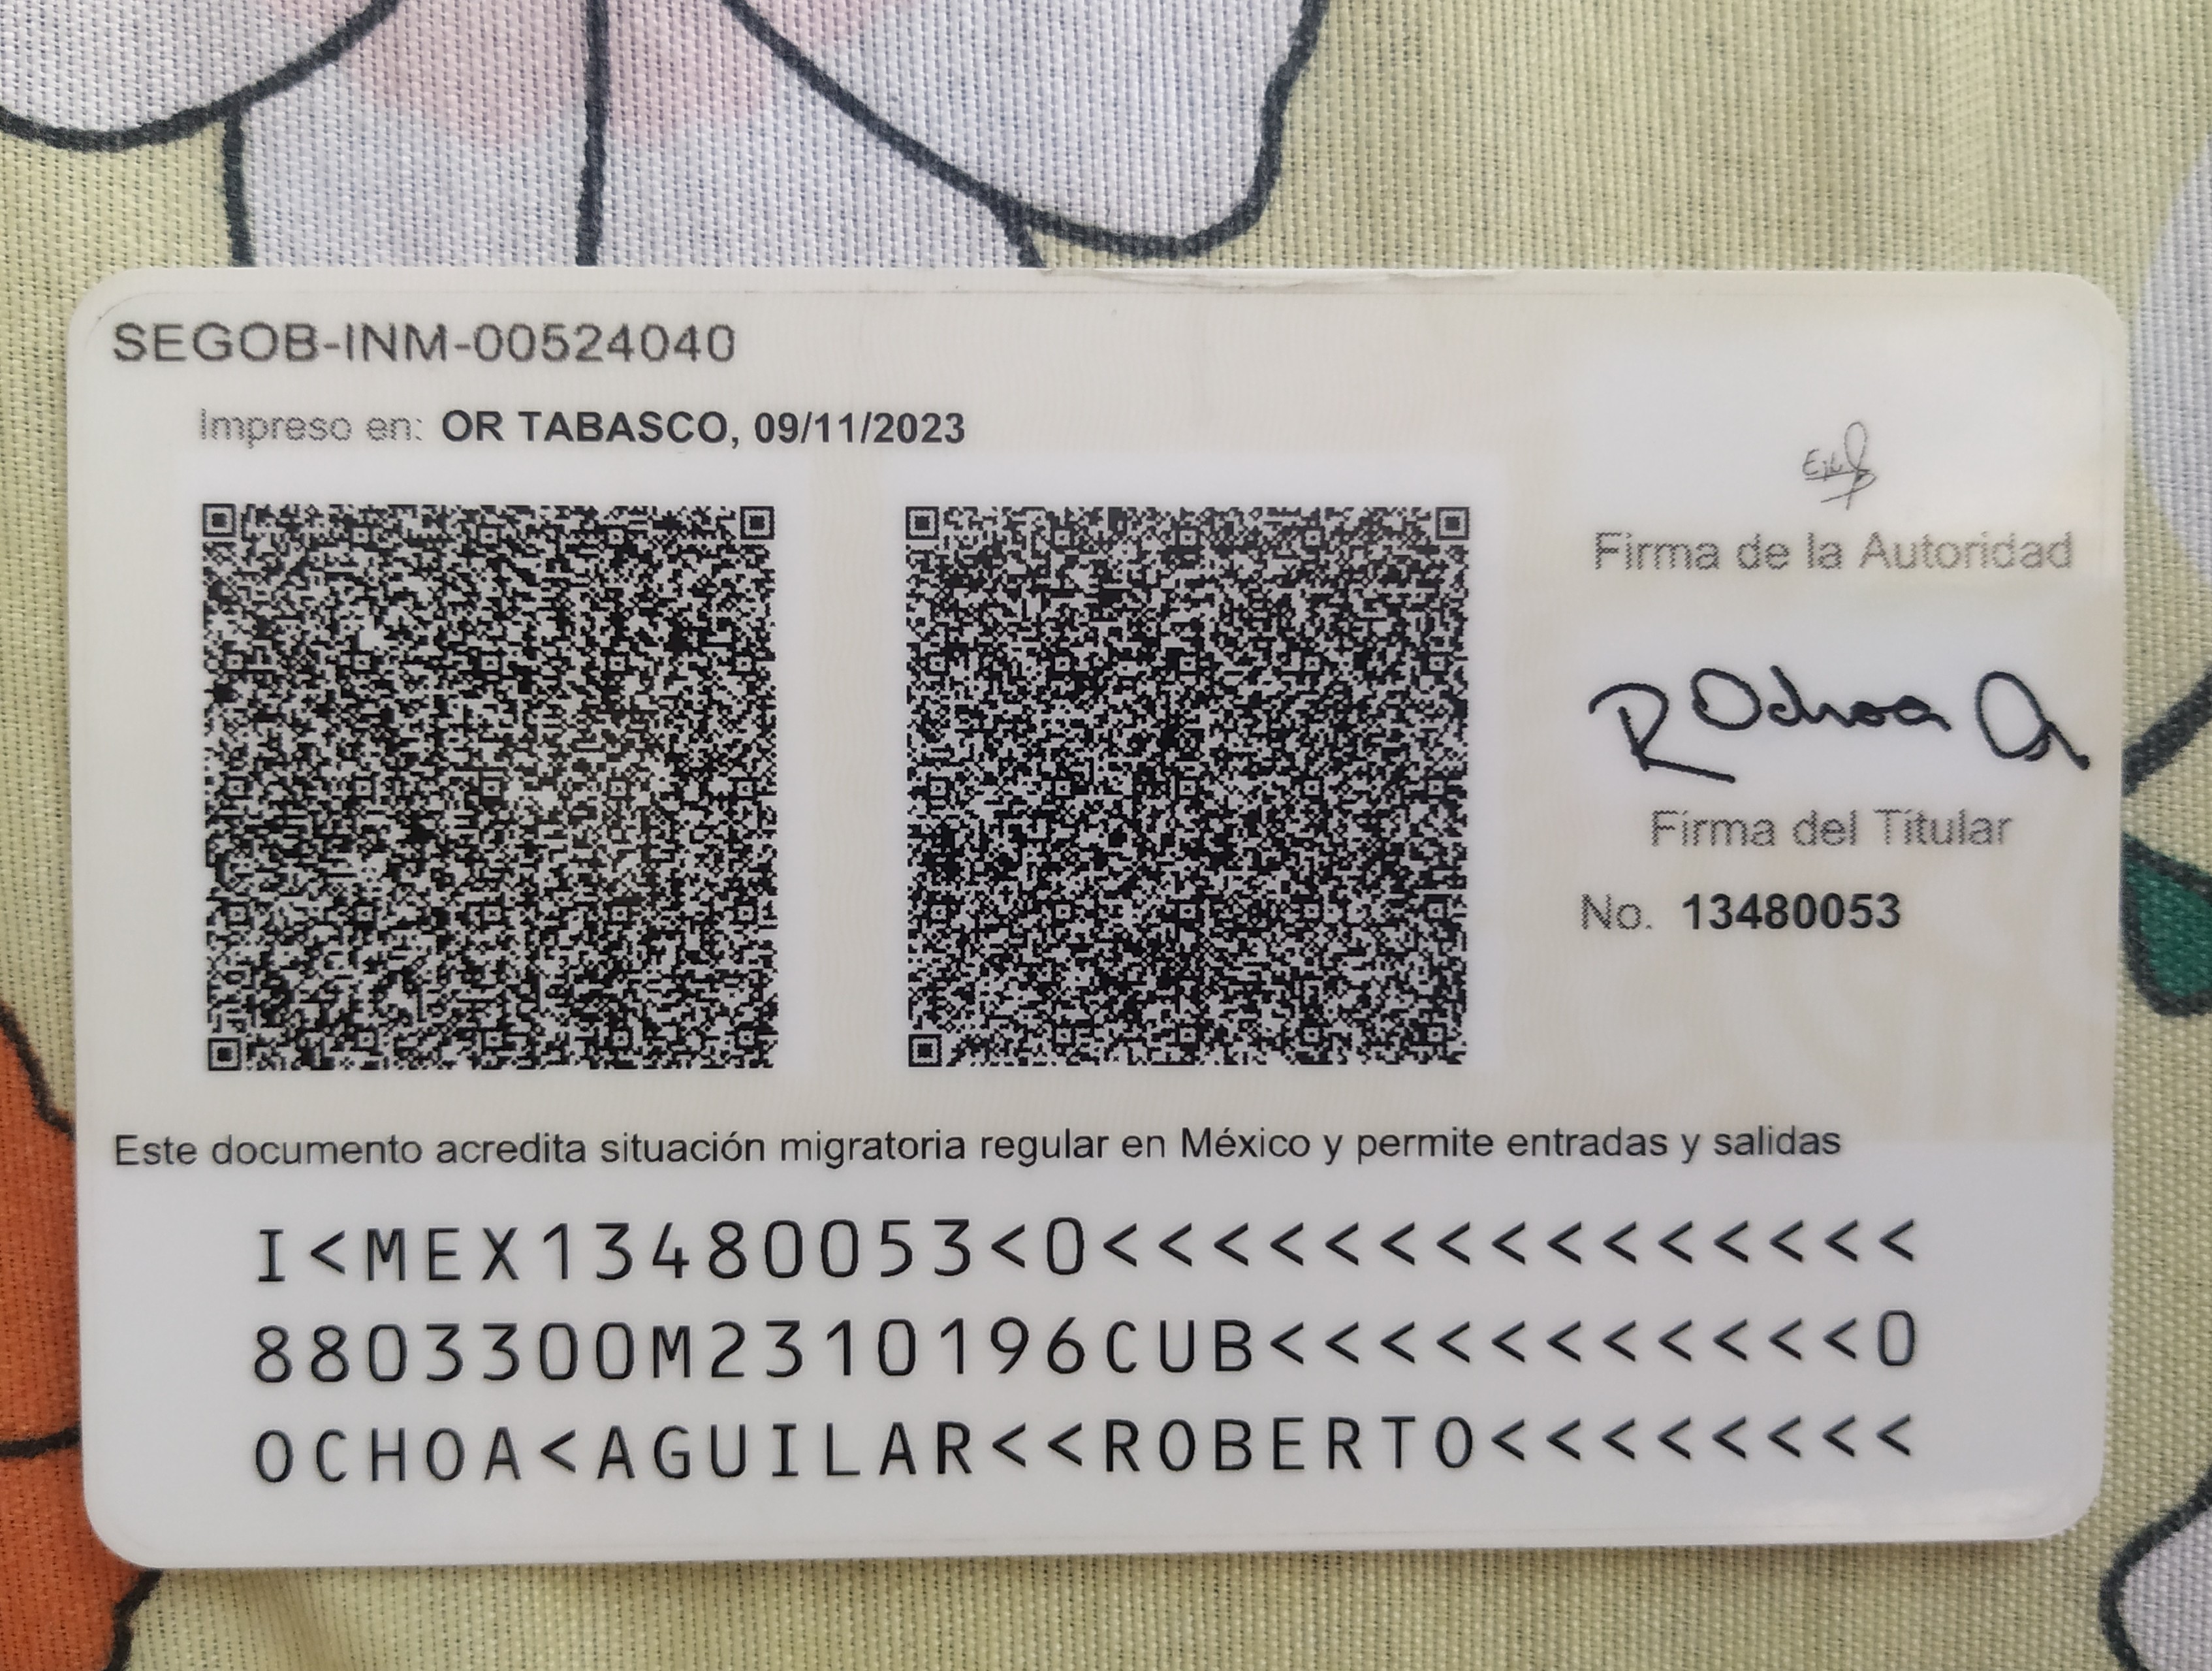 SEGOB-INM-00524040
Impreso en: OR TABASCO, 09/11/2023
Firma de la Autoridad
R Ochoa A
Firma del Titular
No. 13480053
Este documento acredita situación migratoria regular en México y permite entradas y salidas
I<MEX13480053<0<<<<<<<<<<<<<<<
8803300M2310196CUB<<<<<<<<<<<0
OCHOA<AGUILAR<<ROBERTO<<<<<<<<